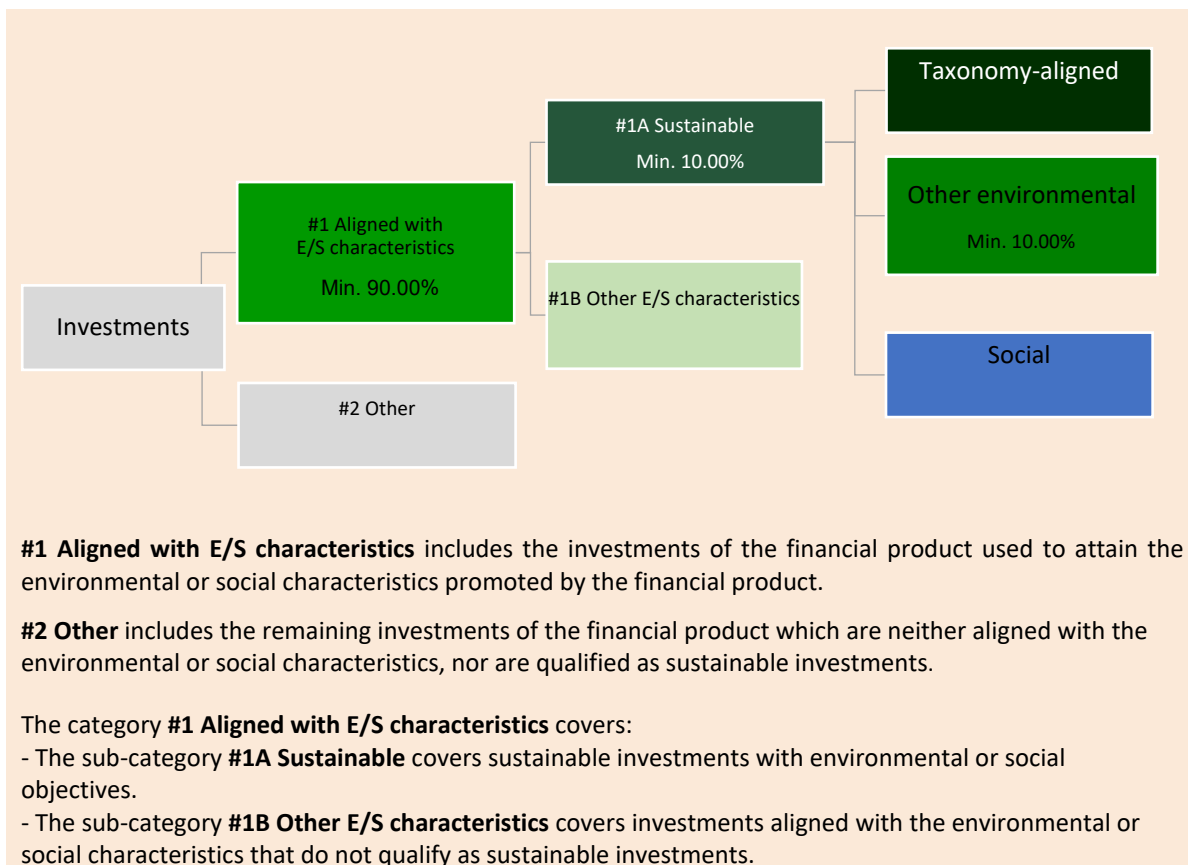 Taxonomy-aligned
#1A Sustainable
Min. 10.00%
Other environmental
Min. 10.00%
#1 Aligned with
E/S characteristics
Min. 90.00%
#1B Other E/S characteristics
Investments
Social
#2 Other
#1 Aligned with E/S characteristics includes the investments of the financial product used to attain the
environmental or social characteristics promoted by the financial product.
#2 Other includes the remaining investments of the financial product which are neither aligned with the
environmental or social characteristics, nor are qualified as sustainable investments.
The category #1 Aligned with E/S characteristics covers:
- The sub-category #1A Sustainable covers sustainable investments with environmental or social
objectives.
- The sub-category #1B Other E/S characteristics covers investments aligned with the environmental or
social characteristics that do not qualify as sustainable investments.